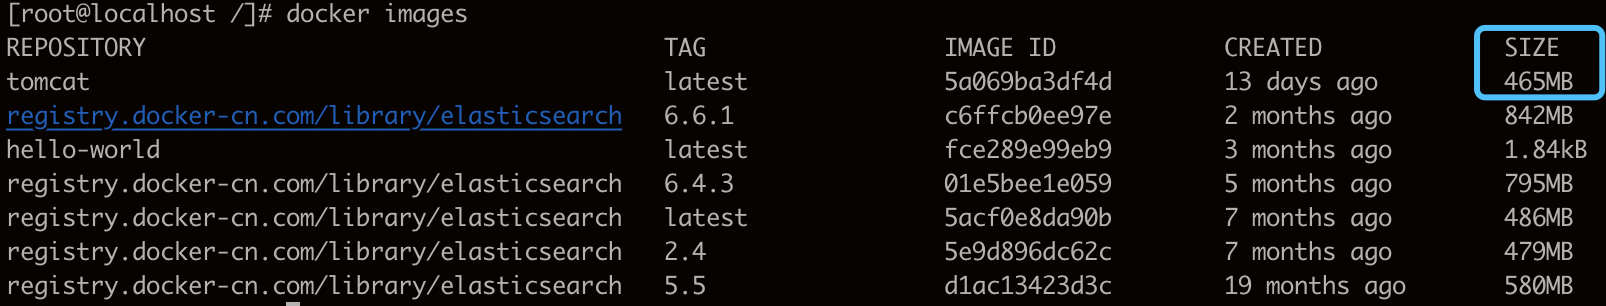 [root@localhost /]# docker images
REPOSITORY TAG IMAGE ID CREATED SIZE
tomcat latest 5a069ba3df4d 13 days ago 465MB
registry.docker-cn.com/library/elasticsearch 6.6.1 c6ffcb0ee97e 2 months ago 842MB
hello-world latest fce289e99eb9 3 months ago 1.84kB
registry.docker-cn.com/library/elasticsearch 6.4.3 01e5bee1e059 5 months ago 795MB
registry.docker-cn.com/library/elasticsearch latest 5acf0e8da90b 7 months ago 486MB
registry.docker-cn.com/library/elasticsearch 2.4 5e9d896dc62c 7 months ago 479MB
registry.docker-cn.com/library/elasticsearch 5.5 d1ac13423d3c 19 months ago 580MB